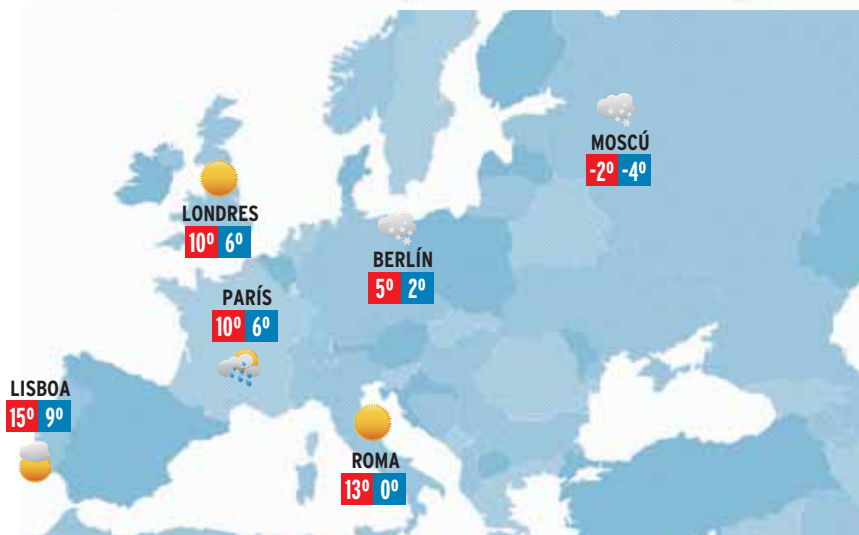 MOSCÚ
-2º -4º
LONDRES
10º 6º
BERLÍN
5º 2º
PARÍS
10º 6º
LISBOA
15º 9º
ROMA
13º 0º